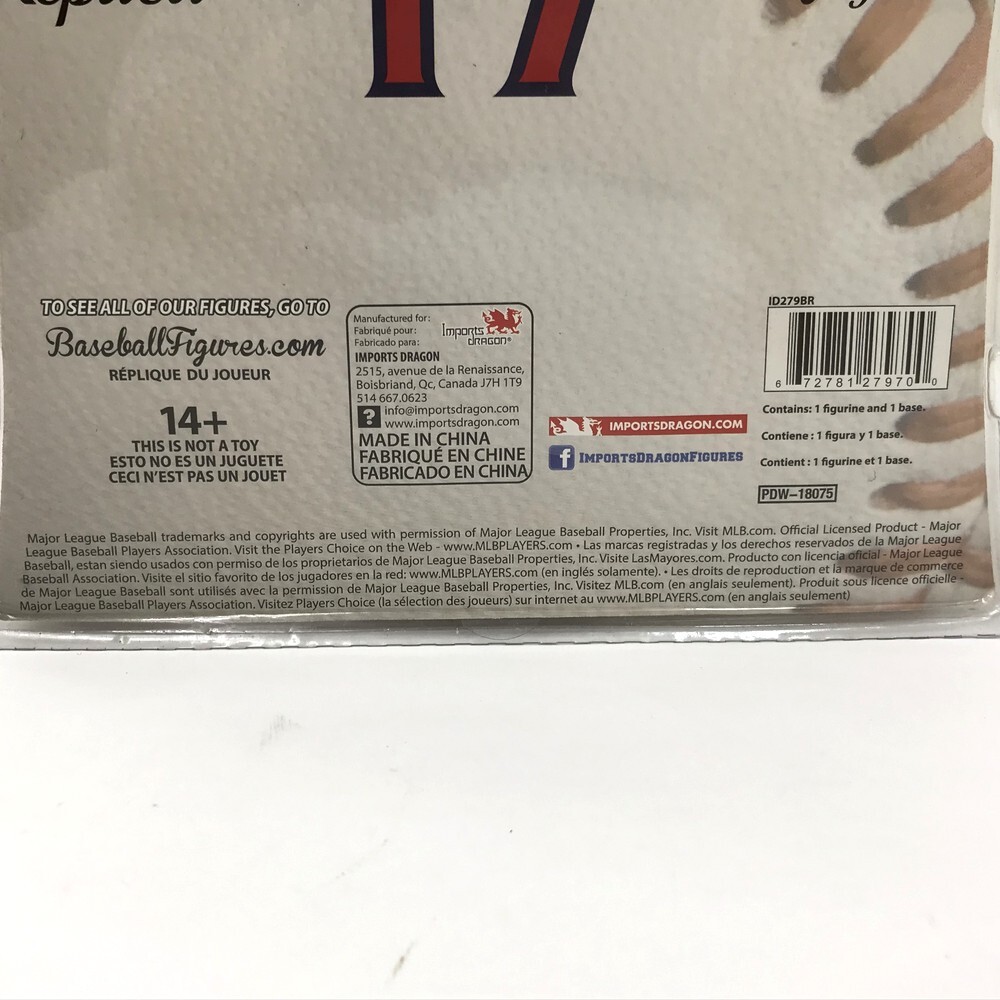 17
TO SEE ALL OF OUR FIGURES, GO TO
BaseballFigures.com
RÉPLIQUE DU JOUEUR
14+
THIS IS NOT A TOY
ESTO NO ES UN JUGUETE
CECI N'EST PAS UN JOUET
Manufactured for:
Fabriqué pour:
Fabricado para:
Imports
DRAGON®
IMPORTS DRAGON
2515, avenue de la Renaissance,
Boisbriand, Qc, Canada J7H 1T9
514 667.0623
? info@importsdragon.com
www.importsdragon.com
MADE IN CHINA
FABRIQUÉ EN CHINE
FABRICADO EN CHINA
IMPORTSDRAGON.COM
f IMPORTSDRAGONFIGURES
ID279BR
6 72781 27970 0
Contains: 1 figurine and 1 base.
Contiene : 1 figura y 1 base.
Contient : 1 figurine et 1 base.
PDW-18075
Major League Baseball trademarks and copyrights are used with permission of Major League Baseball Properties, Inc. Visit MLB.com. Official Licensed Product - Major
League Baseball Players Association. Visit the Players Choice on the Web - www.MLBPLAYERS.com • Las marcas registradas y los derechos reservados de la Major League
Baseball, estan siendo usados con permiso de los proprietarios de Major League Baseball Properties, Inc. Visite LasMayores.com. Producto con licencia oficial - Major League
Baseball Association. Visite el sitio favorito de los jugadores en la red: www.MLBPLAYERS.com (en inglés solamente). • Les droits de reproduction et la marque de commerce
de Major League Baseball sont utilisés avec la permission de Major League Baseball Properties, Inc. Visitez MLB.com (en anglais seulement). Produit sous licence officielle -
Major League Baseball Players Association. Visitez Players Choice (la sélection des joueurs) sur internet au www.MLBPLAYERS.com (en anglais seulement)